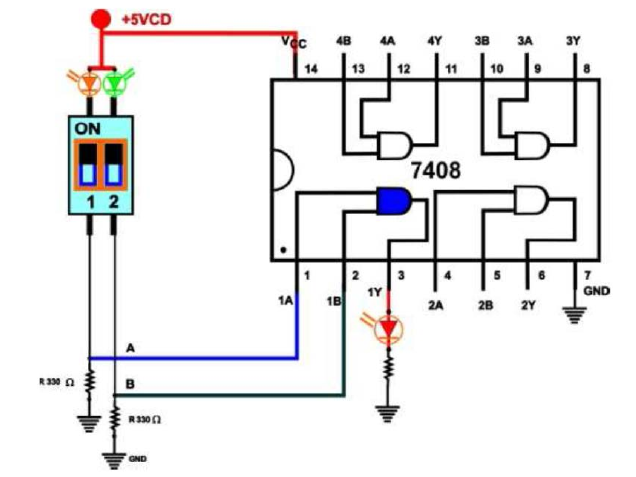 +5VCD
VCC 4B 4A 4Y 3B 3A 3Y
14 13 12 11 10 9 8
ON
1 2
7408
1 2 3 4 5 6 7
1A 1B 1Y 2A 2B 2Y GND
A
B
R 330 Ω
R 330 Ω
GND